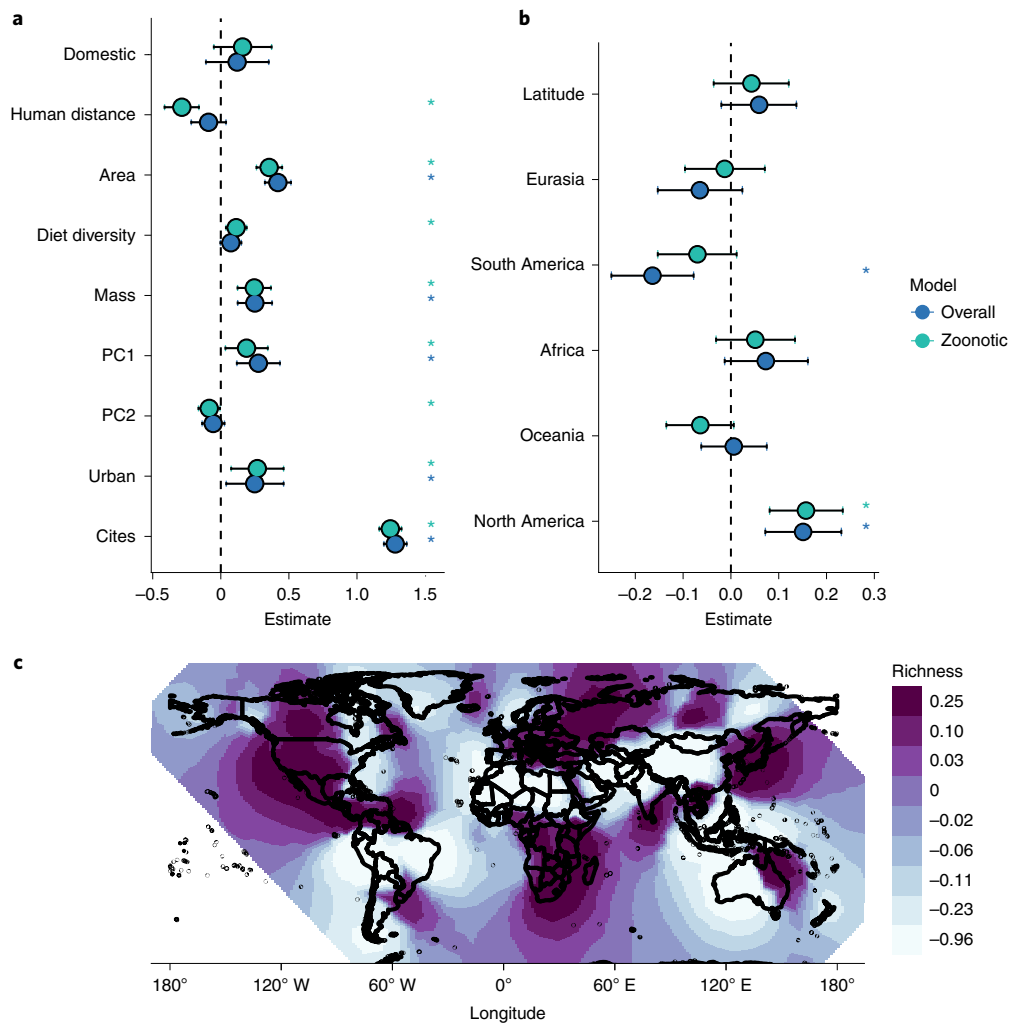 a
Domestic
Human distance
*
Area
*
*
Diet diversity
*
Mass
*
*
PC1
*
*
PC2
*
Urban
*
*
Cites
*
*
–0.5 0 0.5 1.0 1.5
Estimate
b
Latitude
Eurasia
South America
*
Africa
Oceania
North America
*
*
–0.2 –0.1 0.0 0.1 0.2 0.3
Estimate
Model
Overall
Zoonotic
c
180° 120° W 60° W 0° 60° E 120° E 180°
Longitude
Richness
0.25
0.10
0.03
0
–0.02
–0.06
–0.11
–0.23
–0.96